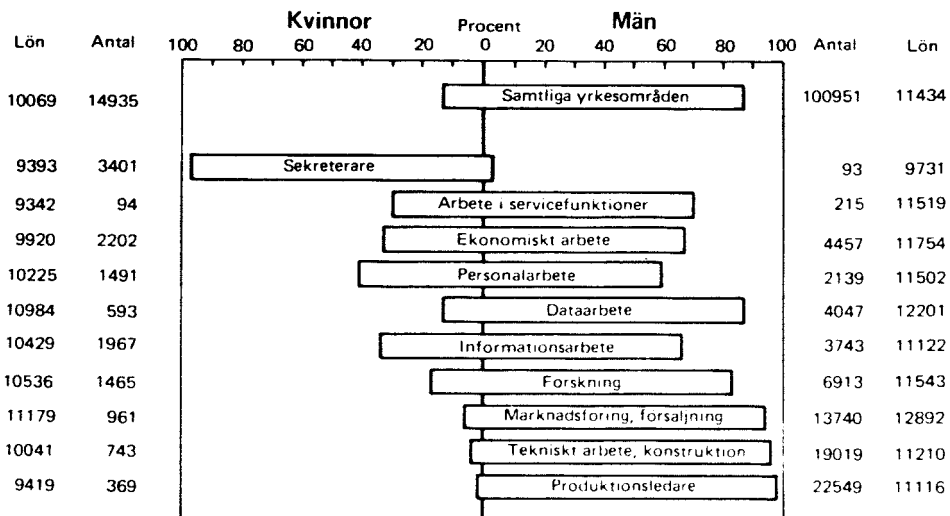 Kvinnor Procent Män
Lön Antal 100 80 60 40 20 0 20 40 60 80 100 Antal Lön
10069 14935 Samtliga yrkesområden 100951 11434
9393 3401 Sekreterare 93 9731
9342 94 Arbete i servicefunktioner 215 11519
9920 2202 Ekonomiskt arbete 4457 11754
10225 1491 Personalarbete 2139 11502
10984 593 Dataarbete 4047 12201
10429 1967 Informationsarbete 3743 11122
10536 1465 Forskning 6913 11543
11179 961 Marknadsföring, försäljning 13740 12892
10041 743 Tekniskt arbete, konstruktion 19019 11210
9419 369 Produktionsledare 22549 11116